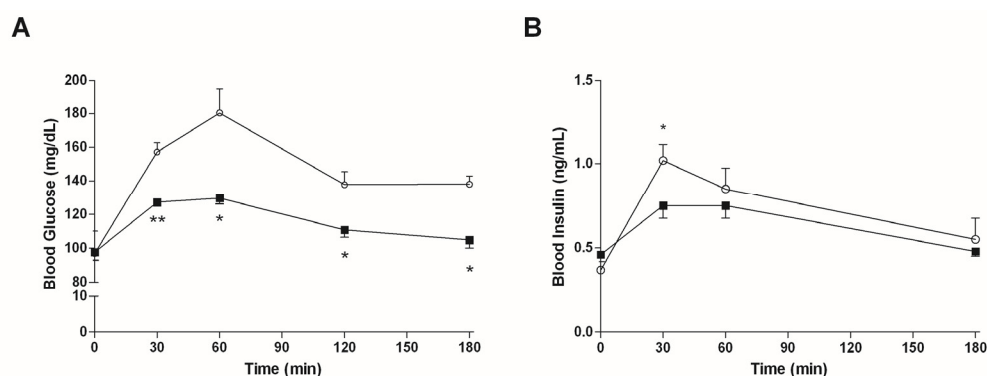 A
B
Blood Glucose (mg/dL)
200
180
160
140
120
100
80
10
0
**
*
*
*
0 30 60 90 120 150 180
Time (min)
Blood Insulin (ng/mL)
1.5
1.0
0.5
0.0
*
0 30 60 90 120 150 180
Time (min)